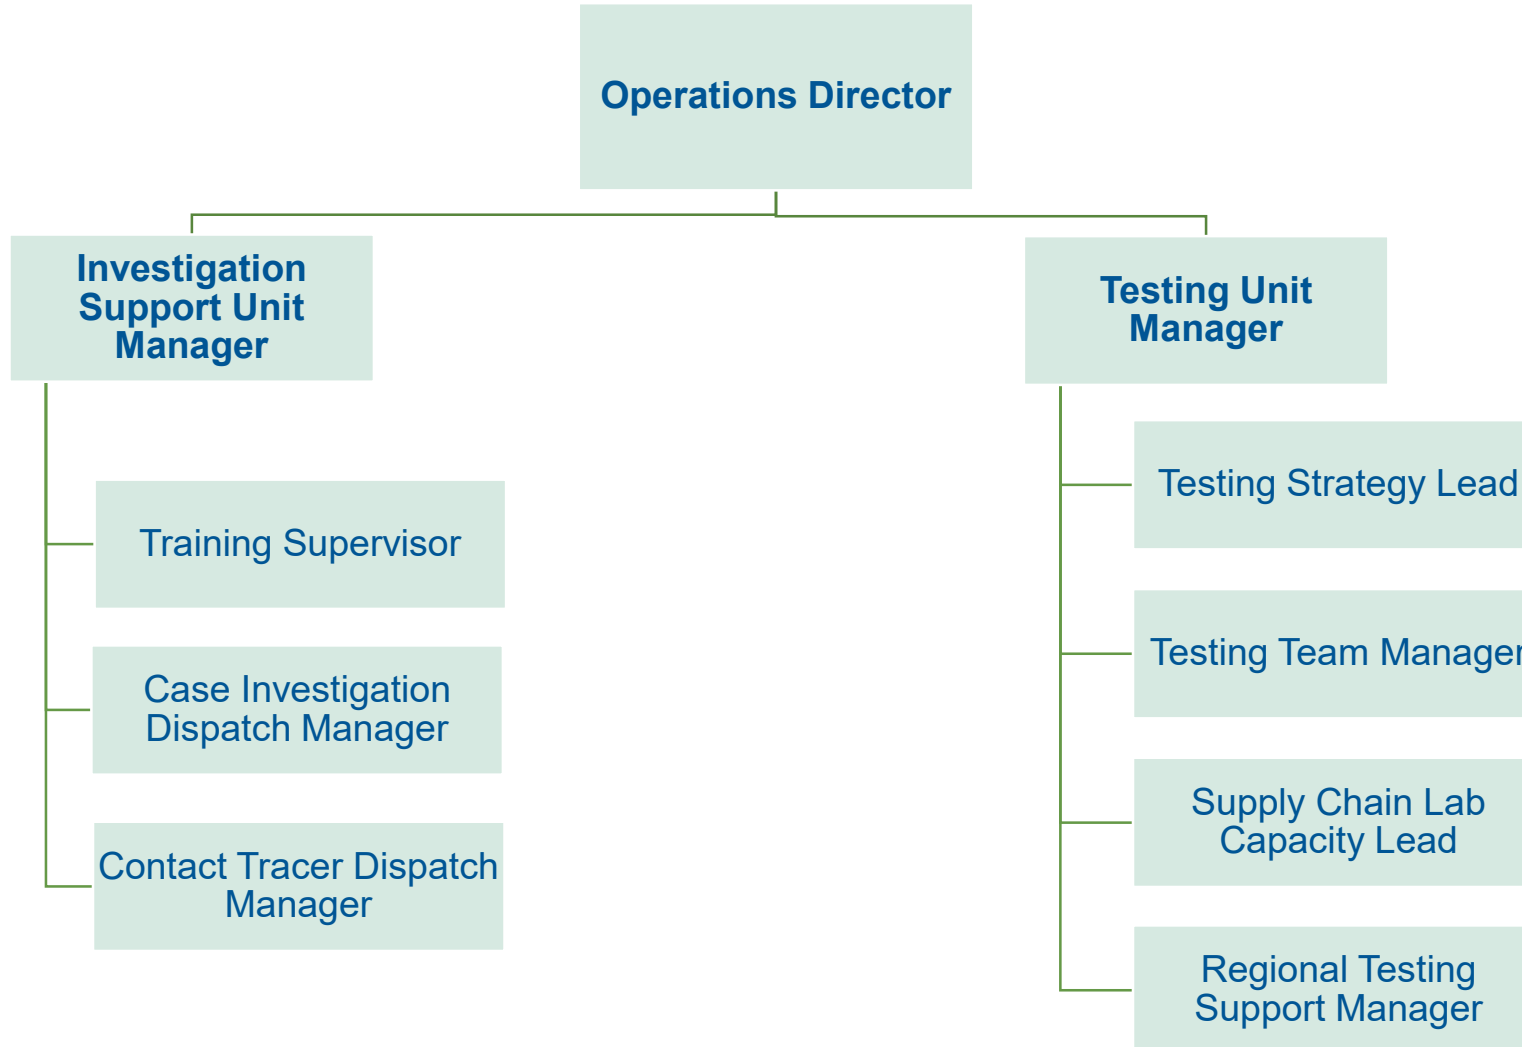 Operations Director
Investigation
Support Unit
Manager
Training Supervisor
Case Investigation
Dispatch Manager
Contact Tracer Dispatch
Manager
Testing Unit
Manager
Testing Strategy Lead
Testing Team Manager
Supply Chain Lab
Capacity Lead
Regional Testing
Support Manager